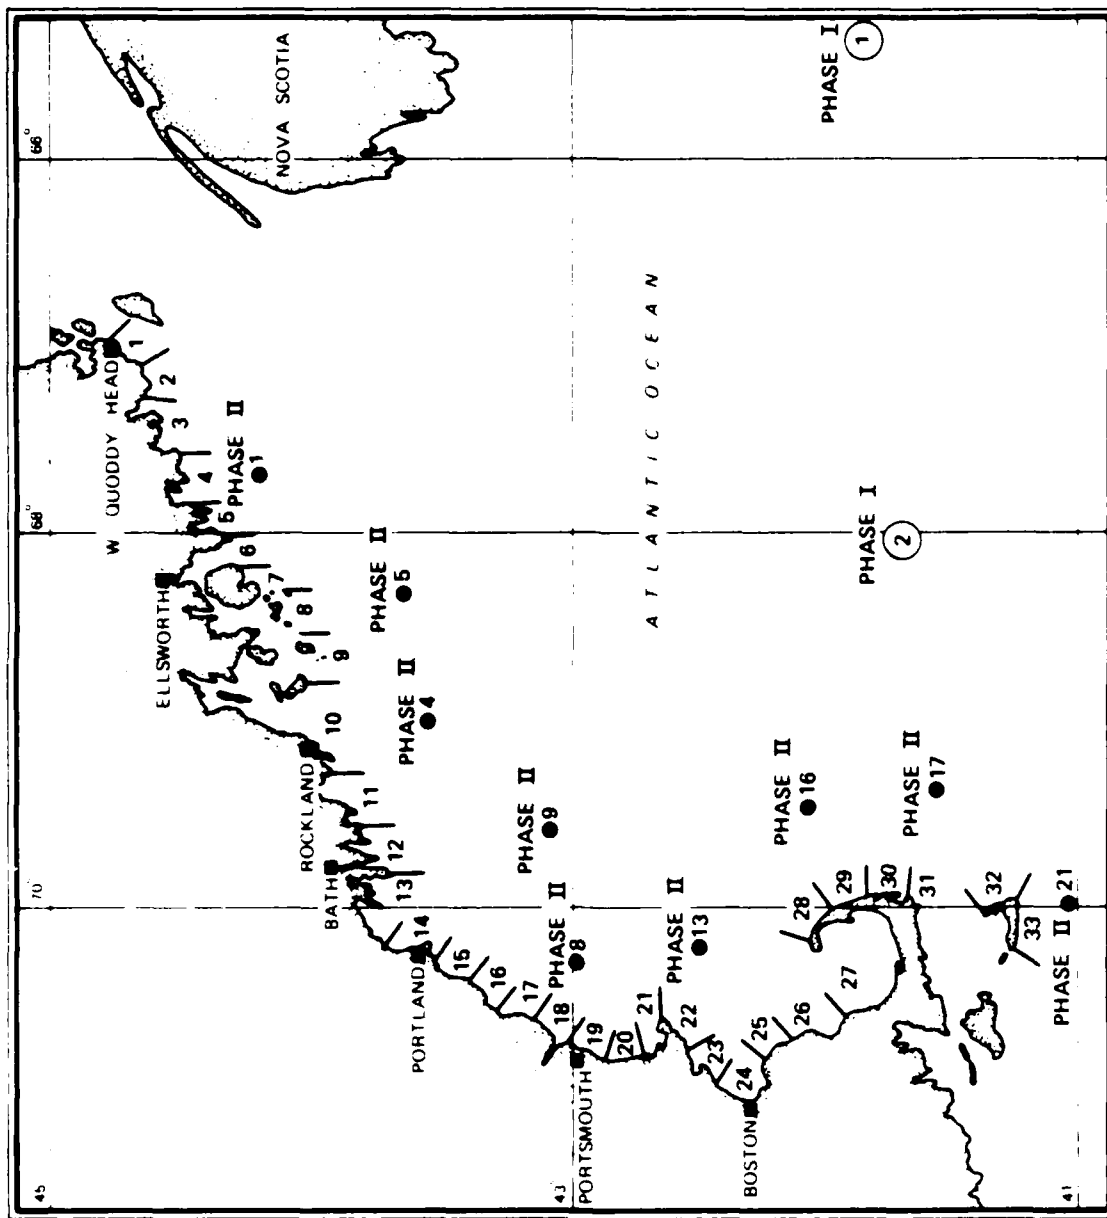 45
43
41
66°
68°
70
NOVA SCOTIA
W QUODDY HEAD
ELLSWORTH
ROCKLAND
BATH
PORTLAND
PORTSMOUTH
BOSTON
ATLANTIC OCEAN
PHASE I
1
PHASE I
2
PHASE II
1
PHASE II
5
PHASE II
4
PHASE II
9
PHASE II
8
PHASE II
13
PHASE II
16
PHASE II
17
PHASE II
21
1
2
3
4
5
6
7
8
9
10
11
12
13
14
15
16
17
18
19
20
21
22
23
24
25
26
27
28
29
30
31
32
33